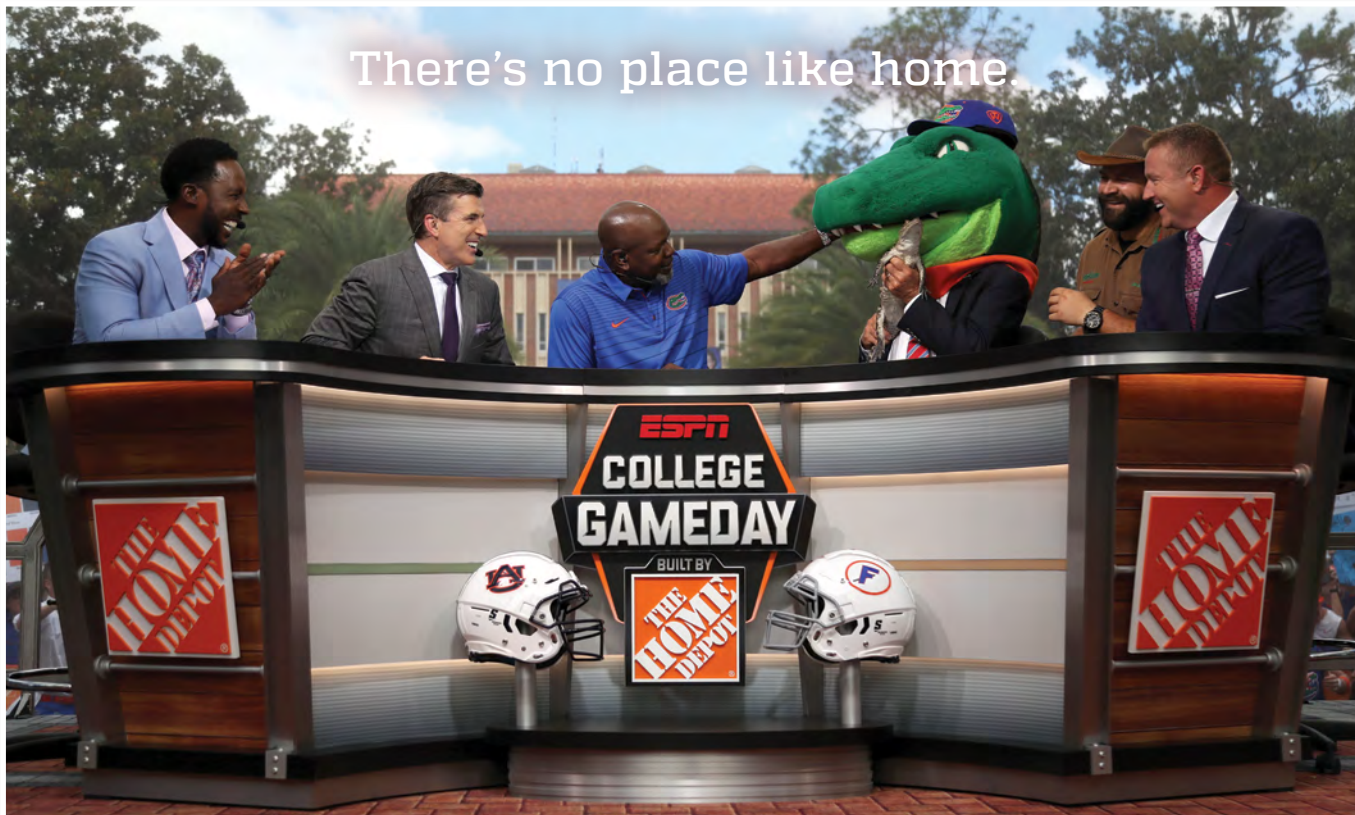 There's no place like home.
ESPN
COLLEGE
GAMEDAY
BUILT BY
THE
HOME
DEPOT
THE
HOME
DEPOT
THE
HOME
DEPOT
AU
F
S
S